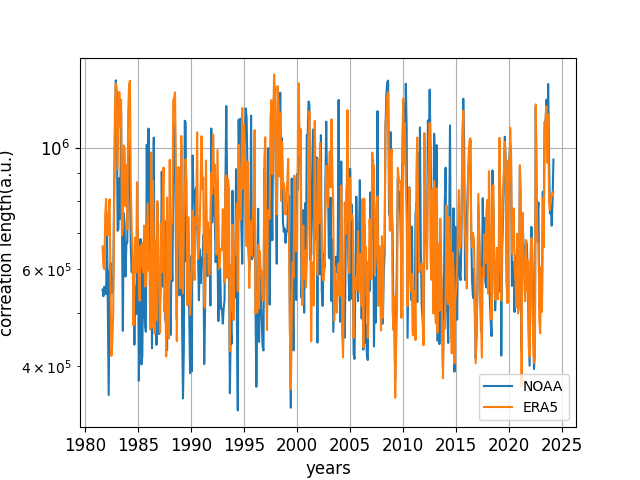 correation length(a.u.)
10^6
6 × 10^5
4 × 10^5
1980 1985 1990 1995 2000 2005 2010 2015 2020 2025
years
NOAA
ERA5